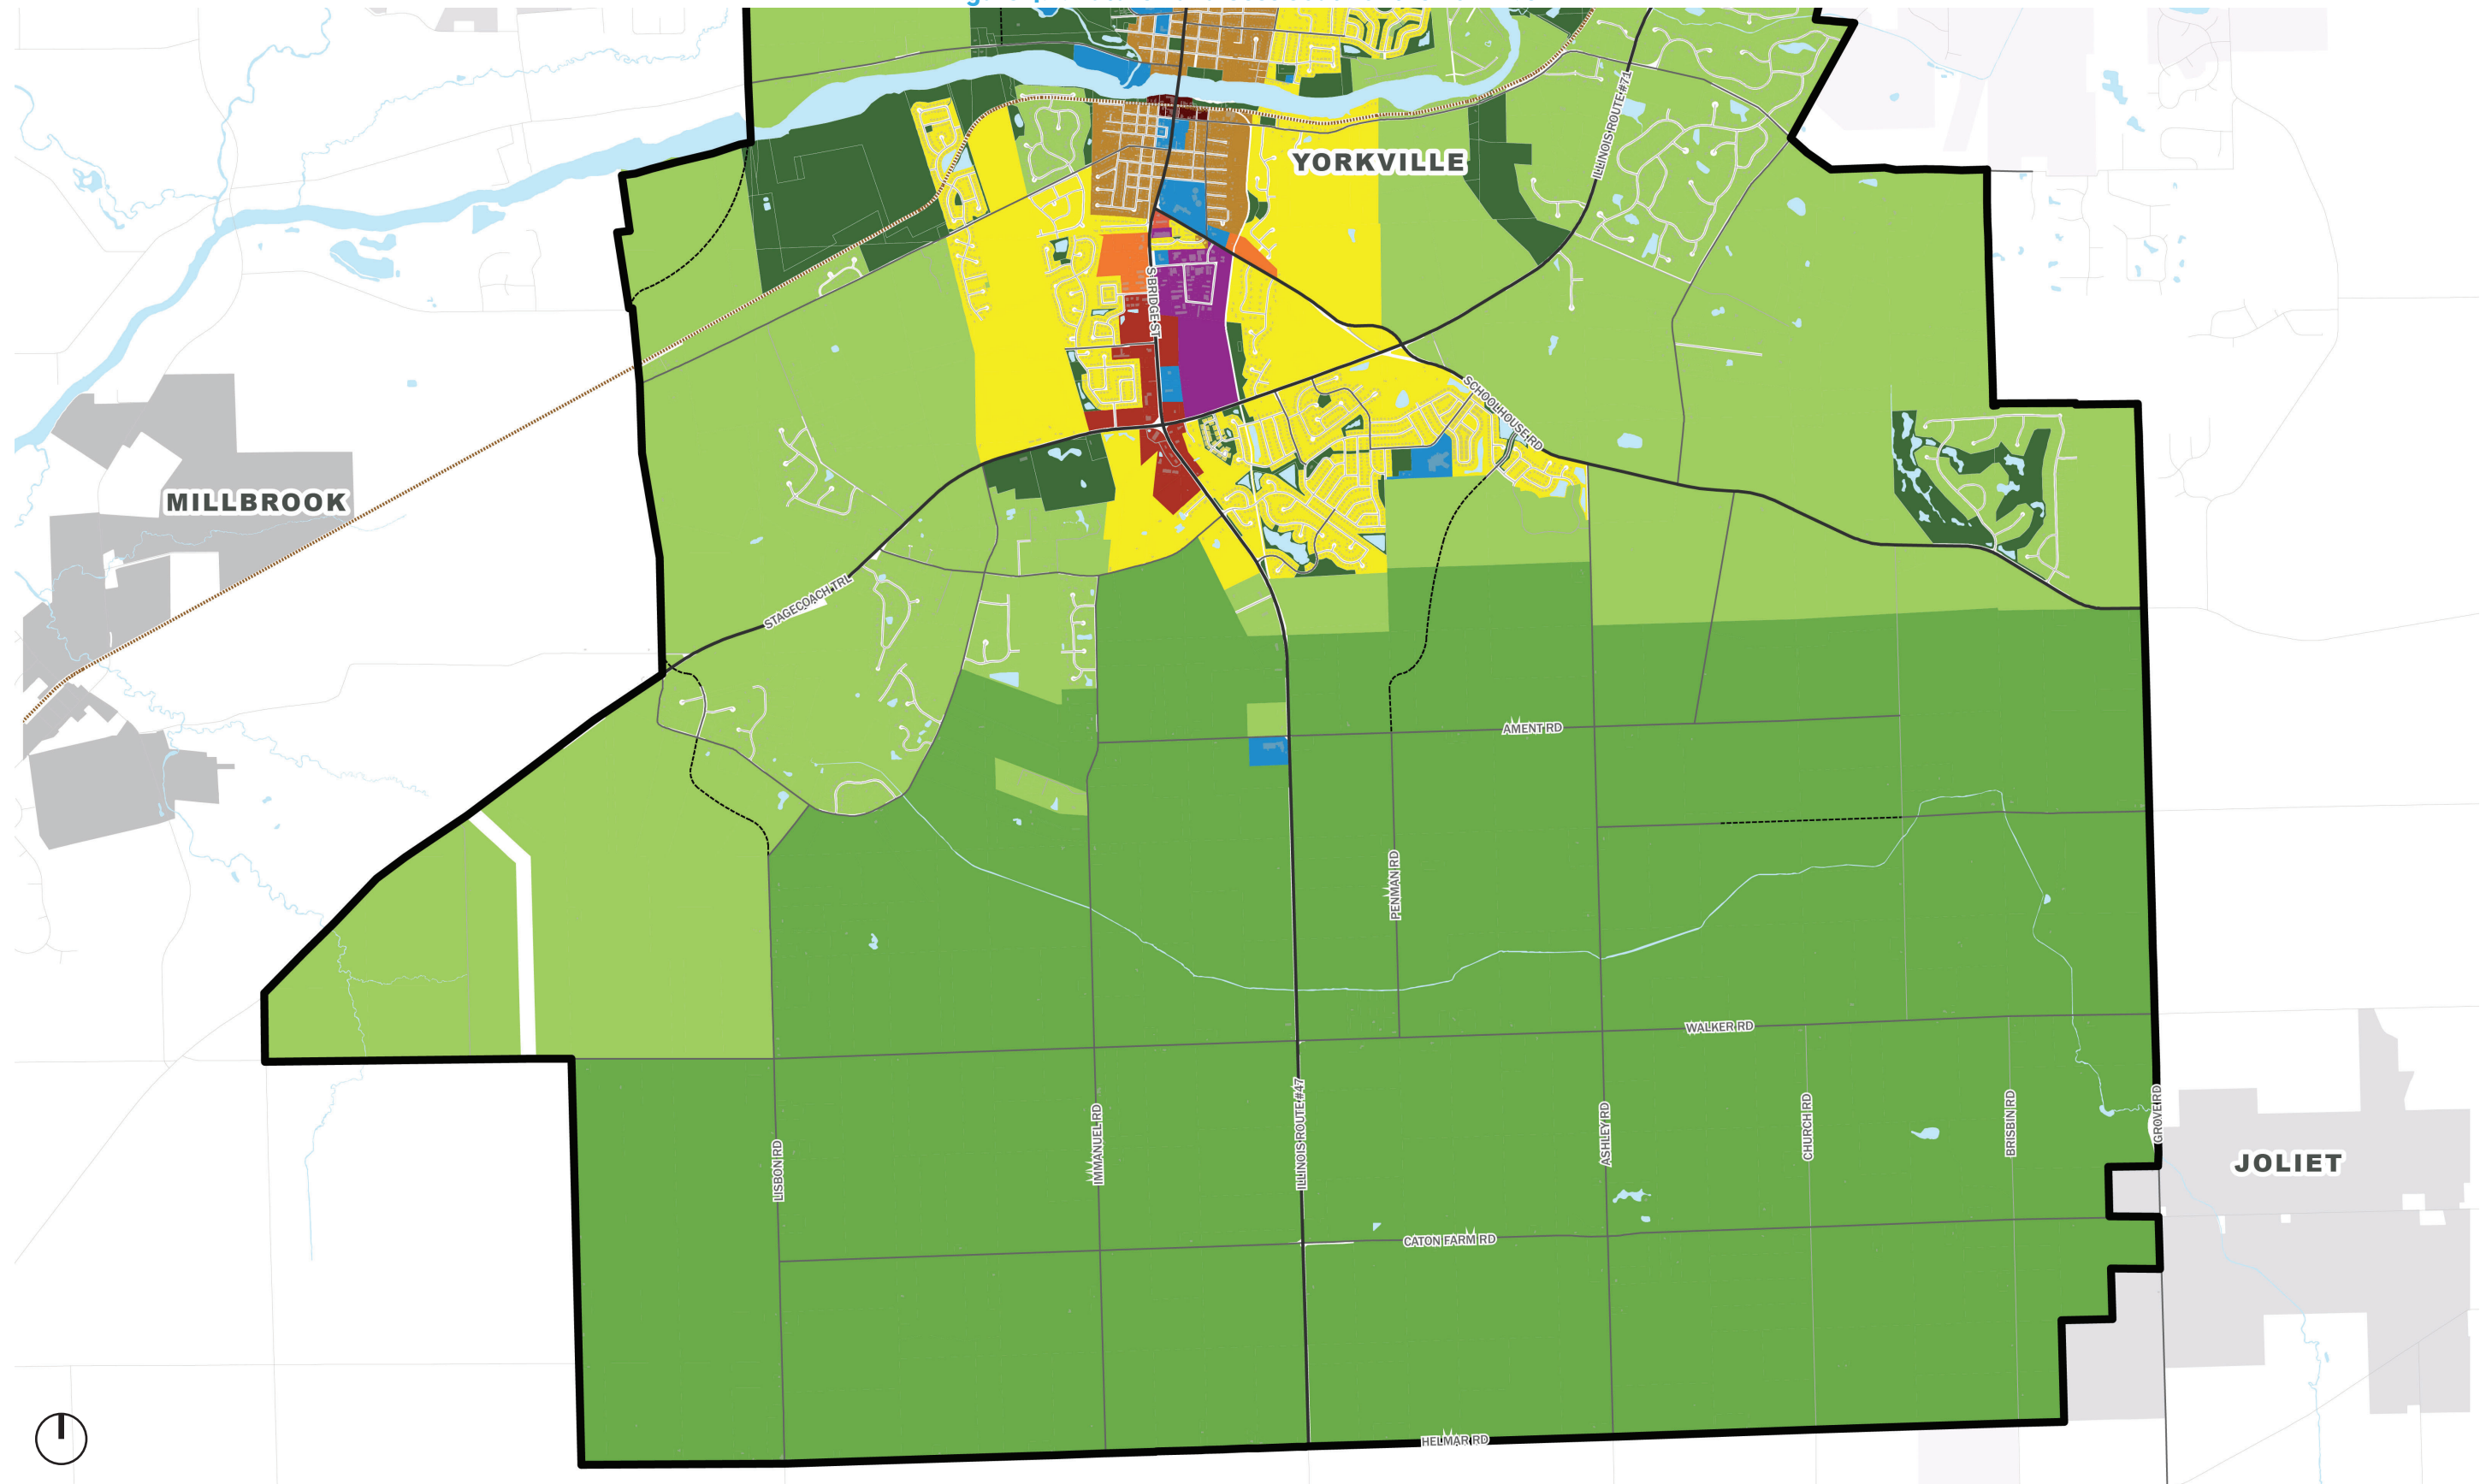 ILLINOIS ROUTE #71
YORKVILLE
S BRIDGE ST
SCHOOLHOUSE RD
MILLBROOK
STAGECOACH TRL
AMENT RD
PENMAN RD
WALKER RD
LISBON RD
IMMANUEL RD
ILLINOIS ROUTE #47
ASHLEY RD
CHURCH RD
BRISBIN RD
GROVE RD
JOLIET
CATON FARM RD
HELMAR RD